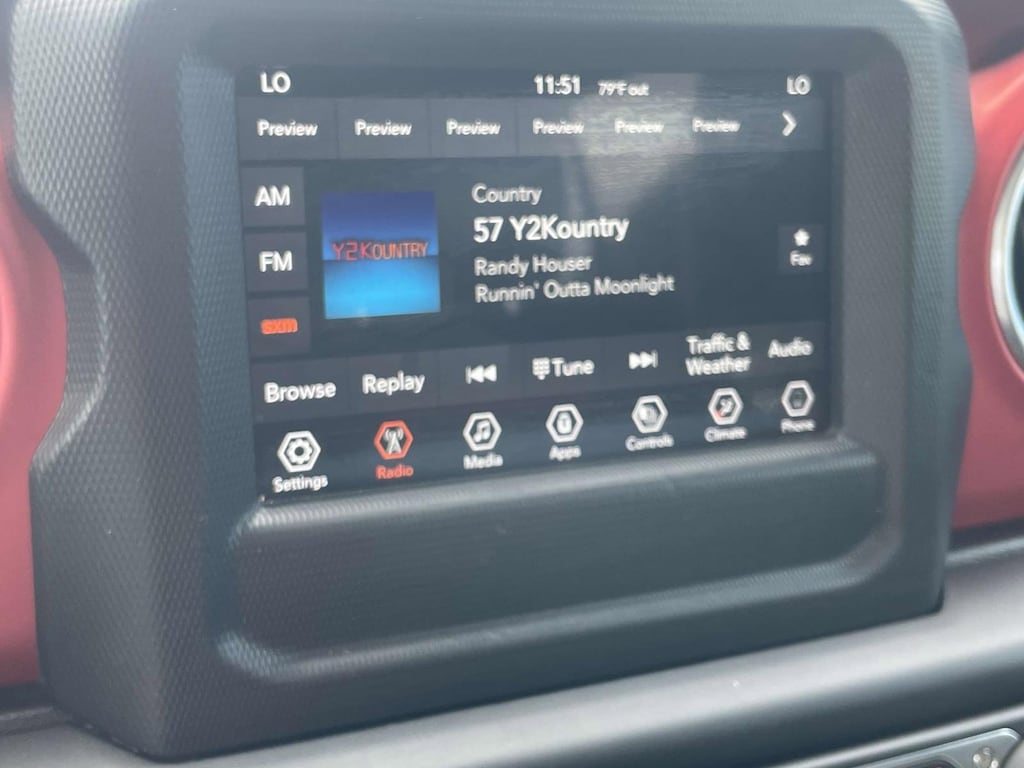 LO 11:51 79°F out LO
Preview Preview Preview Preview Preview Preview
AM
FM
sxm
Y2KOUNTRY
Country
57 Y2Kountry
Randy Houser
Runnin' Outta Moonlight
Fav
Browse Replay Tune Traffic & Weather Audio
Settings Radio Media Apps Controls Climate Phone